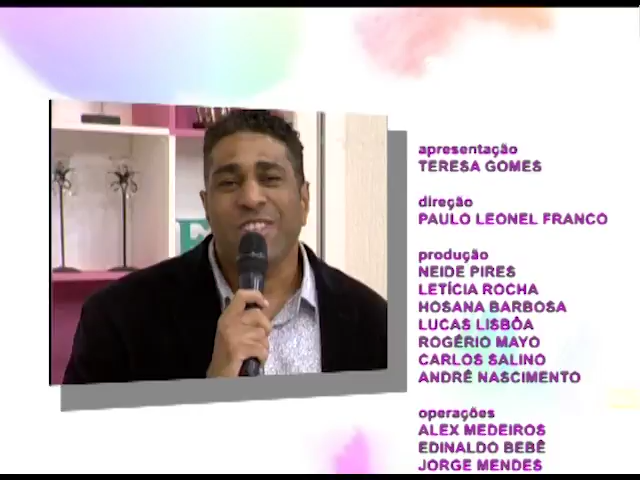 apresentação
TERESA GOMES
direção
PAULO LEONEL FRANCO
produção
NEIDE PIRES
LETÍCIA ROCHA
HOSANA BARBOSA
LUCAS LISBÔA
ROGÉRIO MAYO
CARLOS SALINO
ANDRÊ NASCIMENTO
operações
ALEX MEDEIROS
EDINALDO BEBÊ
JORGE MENDES